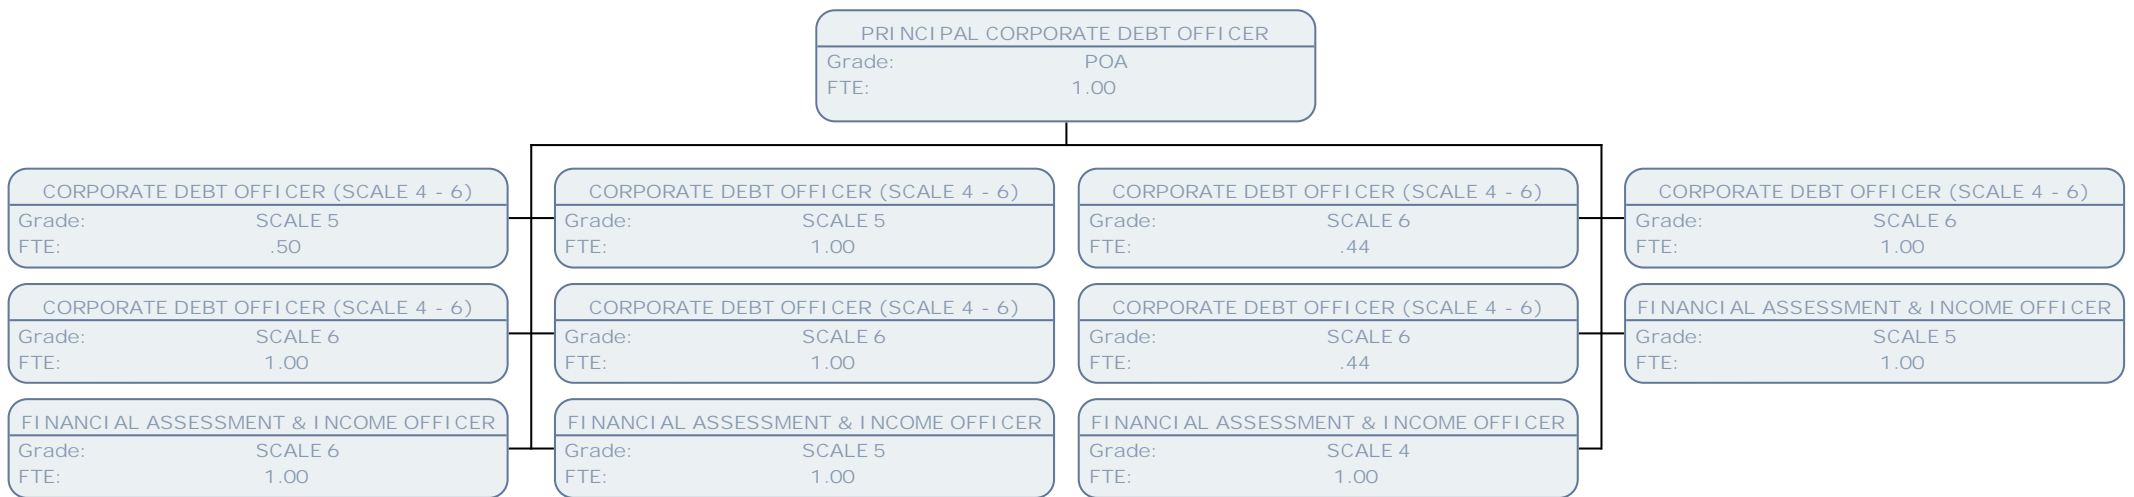 PRINCIPAL CORPORATE DEBT OFFICER
Grade: POA
FTE: 1.00
CORPORATE DEBT OFFICER (SCALE 4 - 6)
Grade: SCALE 5
FTE: .50
CORPORATE DEBT OFFICER (SCALE 4 - 6)
Grade: SCALE 5
FTE: 1.00
CORPORATE DEBT OFFICER (SCALE 4 - 6)
Grade: SCALE 6
FTE: .44
CORPORATE DEBT OFFICER (SCALE 4 - 6)
Grade: SCALE 6
FTE: 1.00
CORPORATE DEBT OFFICER (SCALE 4 - 6)
Grade: SCALE 6
FTE: 1.00
CORPORATE DEBT OFFICER (SCALE 4 - 6)
Grade: SCALE 6
FTE: 1.00
CORPORATE DEBT OFFICER (SCALE 4 - 6)
Grade: SCALE 6
FTE: .44
FINANCIAL ASSESSMENT & INCOME OFFICER
Grade: SCALE 5
FTE: 1.00
FINANCIAL ASSESSMENT & INCOME OFFICER
Grade: SCALE 6
FTE: 1.00
FINANCIAL ASSESSMENT & INCOME OFFICER
Grade: SCALE 5
FTE: 1.00
FINANCIAL ASSESSMENT & INCOME OFFICER
Grade: SCALE 4
FTE: 1.00